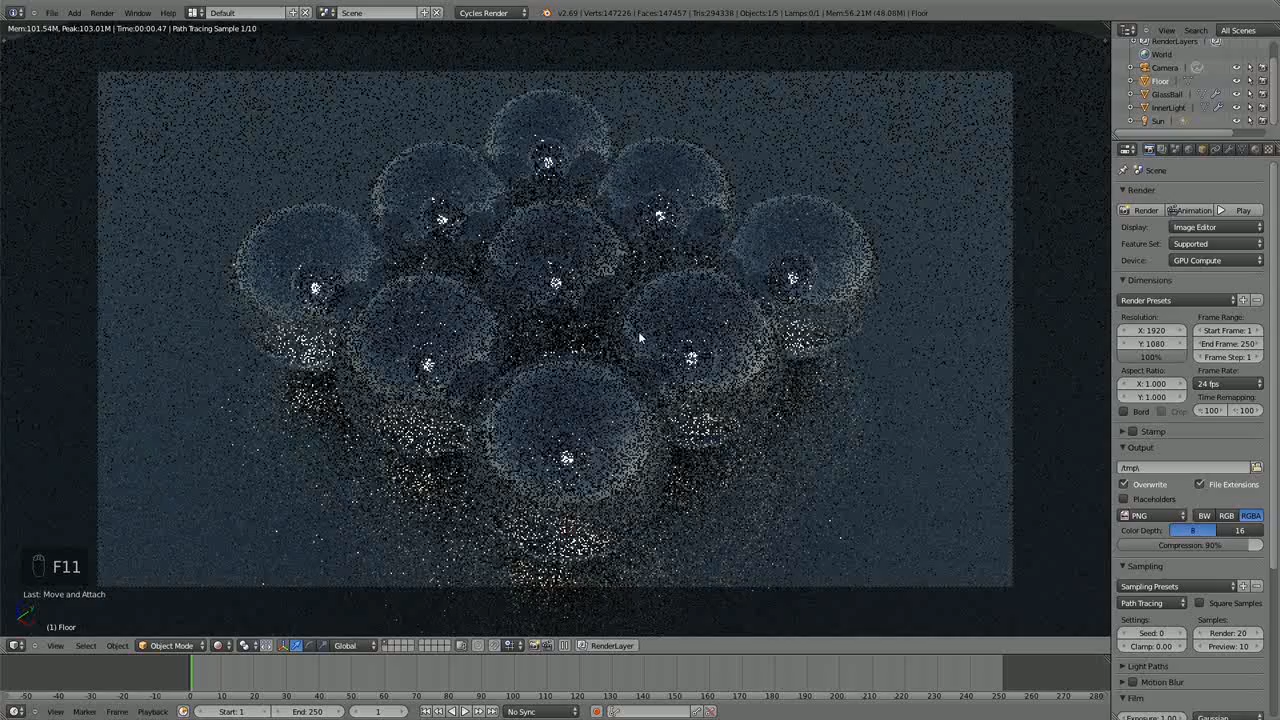 File Add Render Window Help Default Scene Cycles Render v2.69 | Verts:147226 | Faces:147457 | Tris:294338 | Objects:1/5 | Lamps:0/1 | Mem:56.21M (48.08M) | Floor
View Search All Scenes
Mem:101.54M, Peak:103.01M | Time:00:00.47 | Path Tracing Sample 1/10
RenderLayers
World
Camera
Floor
GlassBall
InnerLight
Sun
Scene
Render
Render Animation Play
Display: Image Editor
Feature Set: Supported
Device: GPU Compute
Dimensions
Render Presets
Resolution: Frame Range:
X: 1920 Start Frame: 1
Y: 1080 End Frame: 250
100% Frame Step: 1
Aspect Ratio: Frame Rate:
X: 1.000 24 fps
Y: 1.000 Time Remapping:
Bord Crop : 100 : 100
Stamp
Output
/tmp\
Overwrite File Extensions
Placeholders
PNG BW RGB RGBA
Color Depth: 8 16
Compression: 90%
Sampling
Sampling Presets
Path Tracing Square Samples
Settings: Samples:
Seed: 0 Render: 20
Clamp: 0.00 Preview: 10
Light Paths
Motion Blur
Film
Exposure: 1.00 Gaussian
F11
Last: Move and Attach
(1) Floor
View Select Object Object Mode Global RenderLayer
-50 -40 -30 -20 -10 0 10 20 30 40 50 60 70 80 90 100 110 120 130 140 150 160 170 180 190 200 210 220 230 240 250 260 270 280
View Marker Frame Playback Start: 1 End: 250 1 No Sync